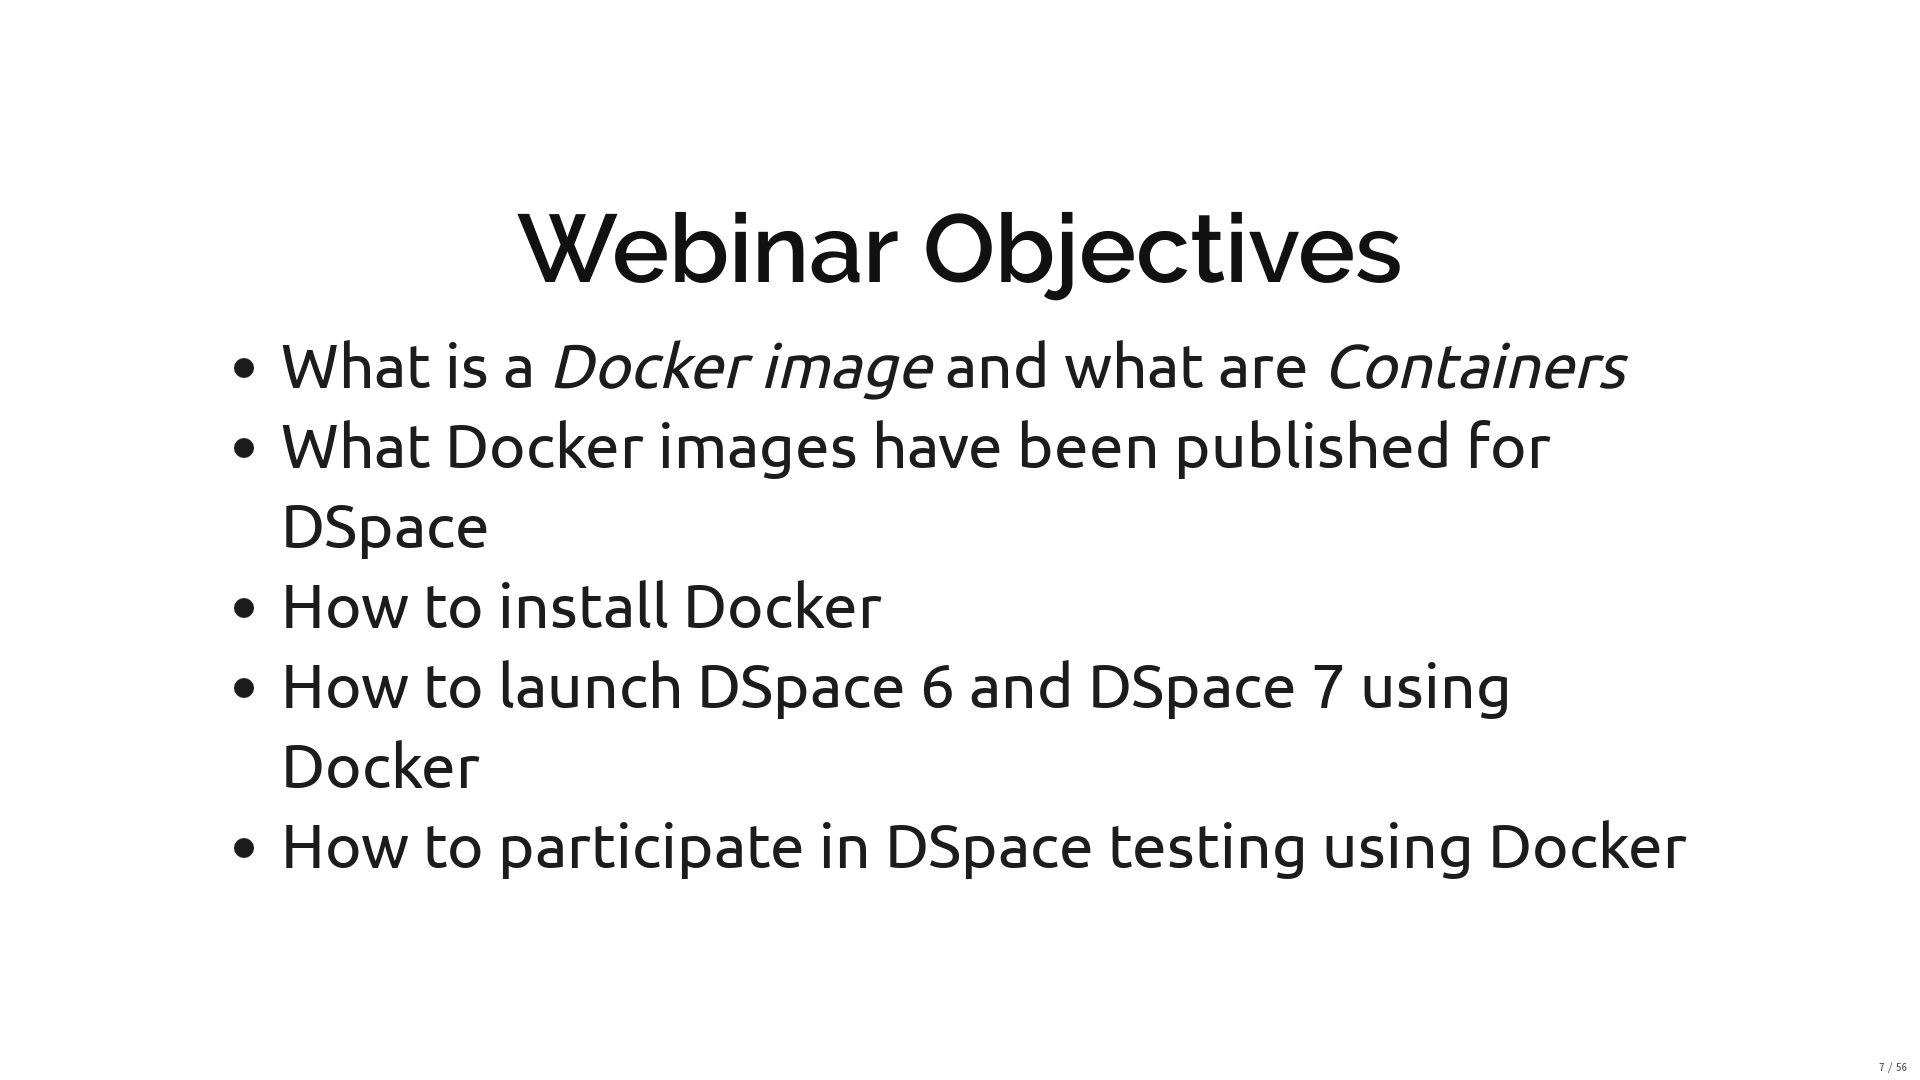 Webinar Objectives
• What is a Docker image and what are Containers
• What Docker images have been published for
DSpace
• How to install Docker
• How to launch DSpace 6 and DSpace 7 using
Docker
• How to participate in DSpace testing using Docker
7 / 56